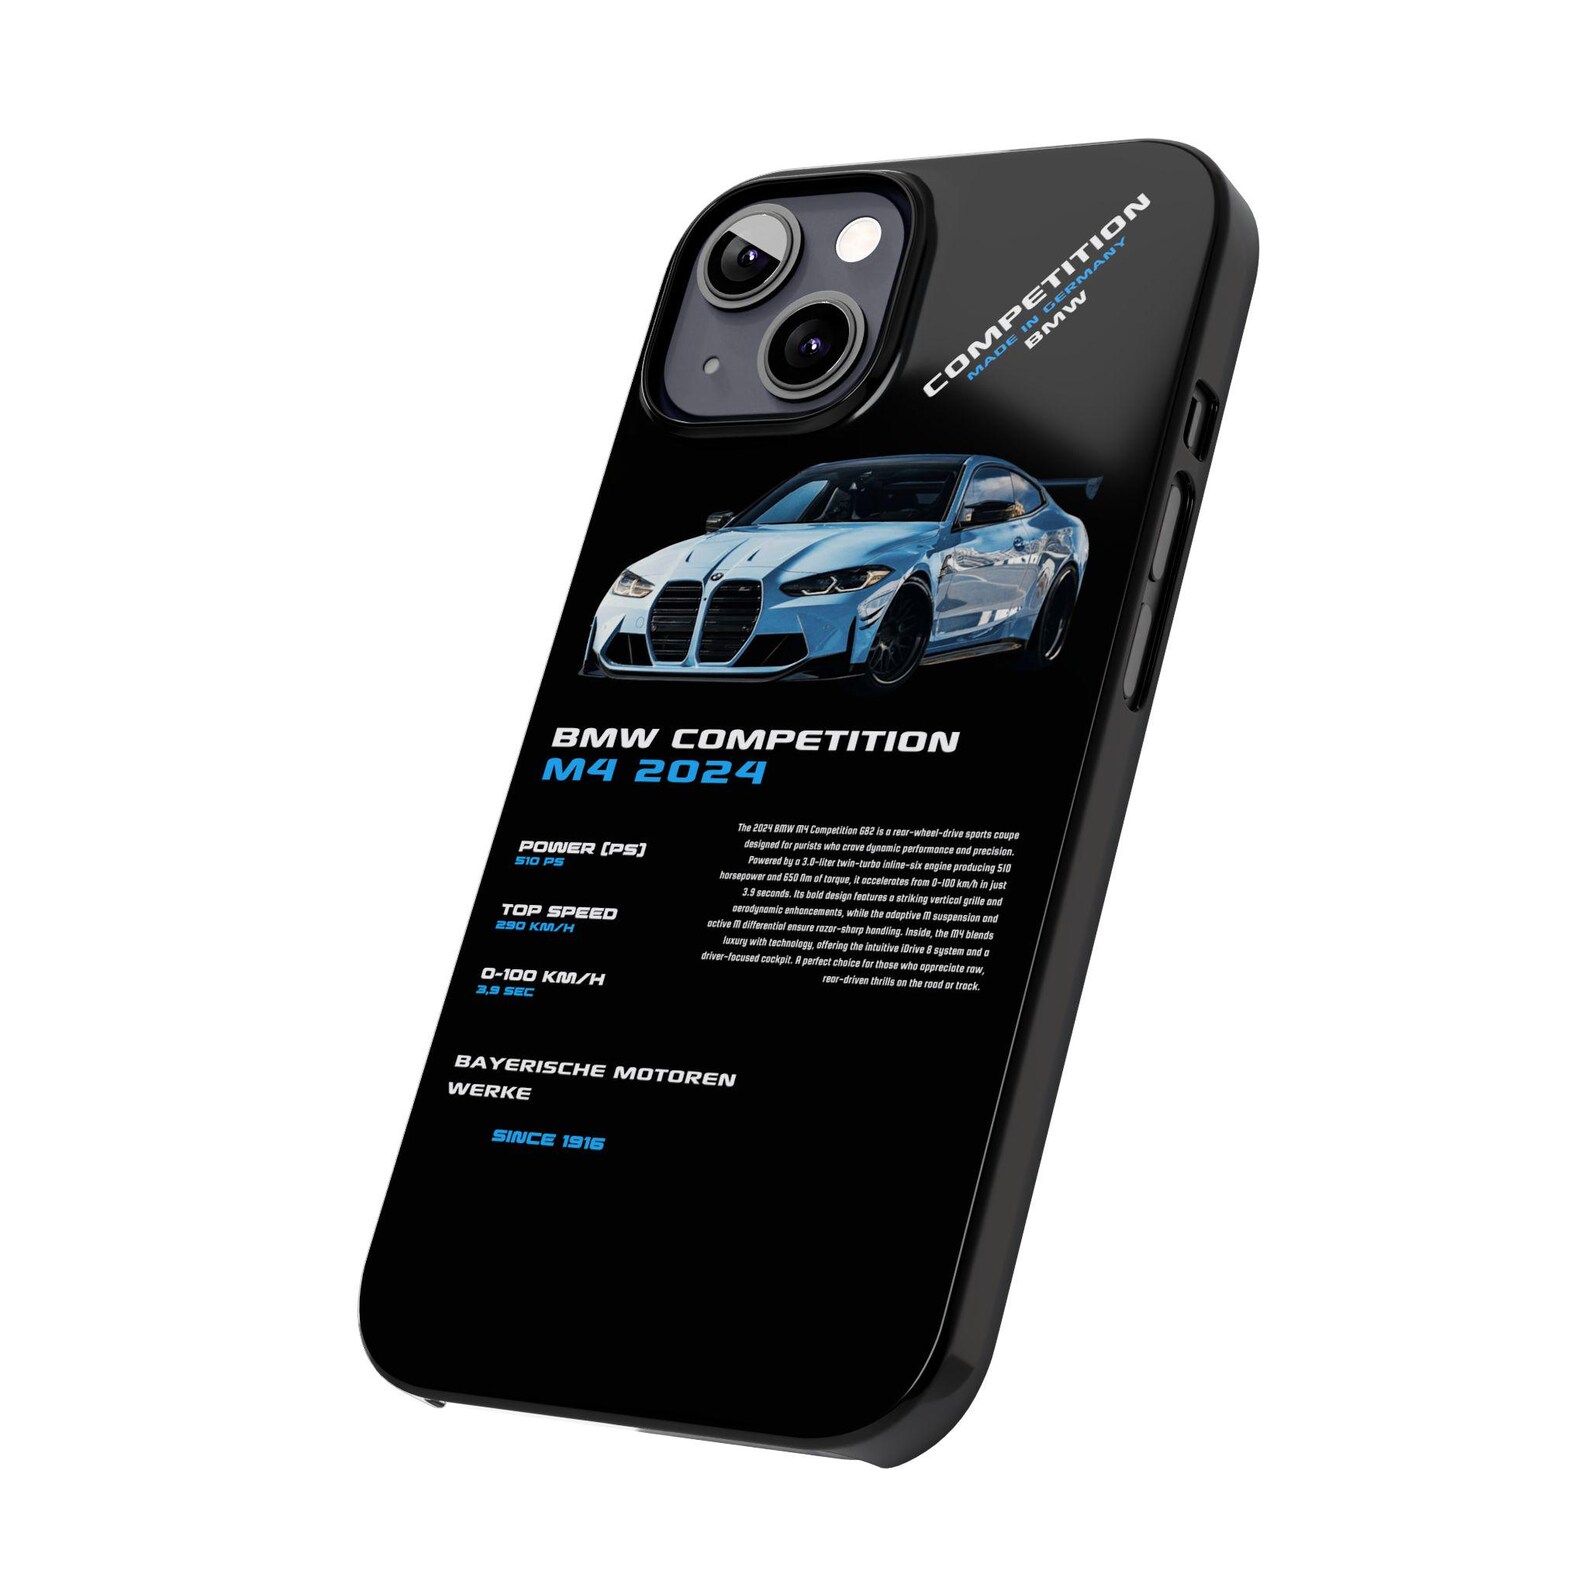 COMPETITION
MADE IN GERMANY
BMW
BMW COMPETITION
M4 2024
POWER (PS)
510 PS
TOP SPEED
290 KM/H
0-100 KM/H
3,9 SEC
The 2024 BMW M4 Competition G82 is a rear-wheel-drive sports coupe
designed for purists who crave dynamic performance and precision.
Powered by a 3.0-liter twin-turbo inline-six engine producing 510
horsepower and 650 Nm of torque, it accelerates from 0-100 km/h in just
3.9 seconds. Its bold design features a striking vertical grille and
aerodynamic enhancements, while the adaptive M suspension and
active M differential ensure razor-sharp handling. Inside, the M4 blends
luxury with technology, offering the intuitive iDrive 8 system and a
driver-focused cockpit. A perfect choice for those who appreciate raw,
rear-driven thrills on the road or track.
BAYERISCHE MOTOREN
WERKE
SINCE 1916